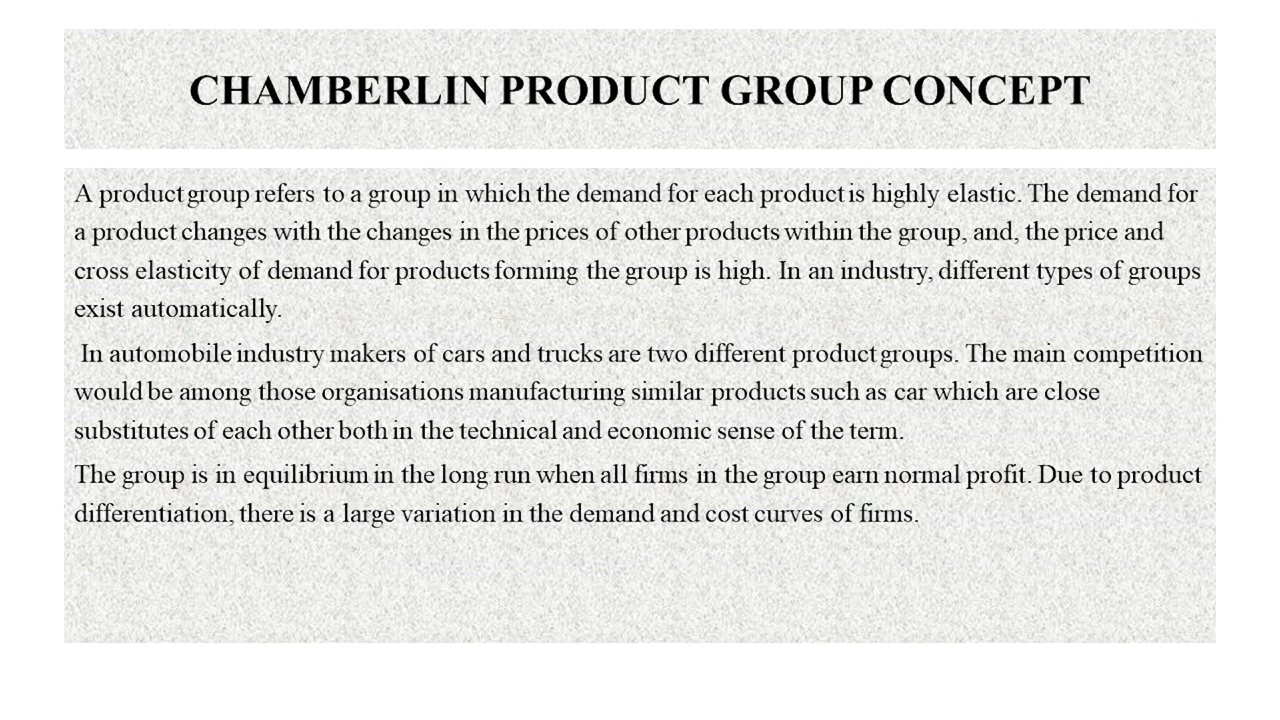 CHAMBERLIN PRODUCT GROUP CONCEPT
A product group refers to a group in which the demand for each product is highly elastic. The demand for
a product changes with the changes in the prices of other products within the group, and, the price and
cross elasticity of demand for products forming the group is high. In an industry, different types of groups
exist automatically.
In automobile industry makers of cars and trucks are two different product groups. The main competition
would be among those organisations manufacturing similar products such as car which are close
substitutes of each other both in the technical and economic sense of the term.
The group is in equilibrium in the long run when all firms in the group earn normal profit. Due to product
differentiation, there is a large variation in the demand and cost curves of firms.